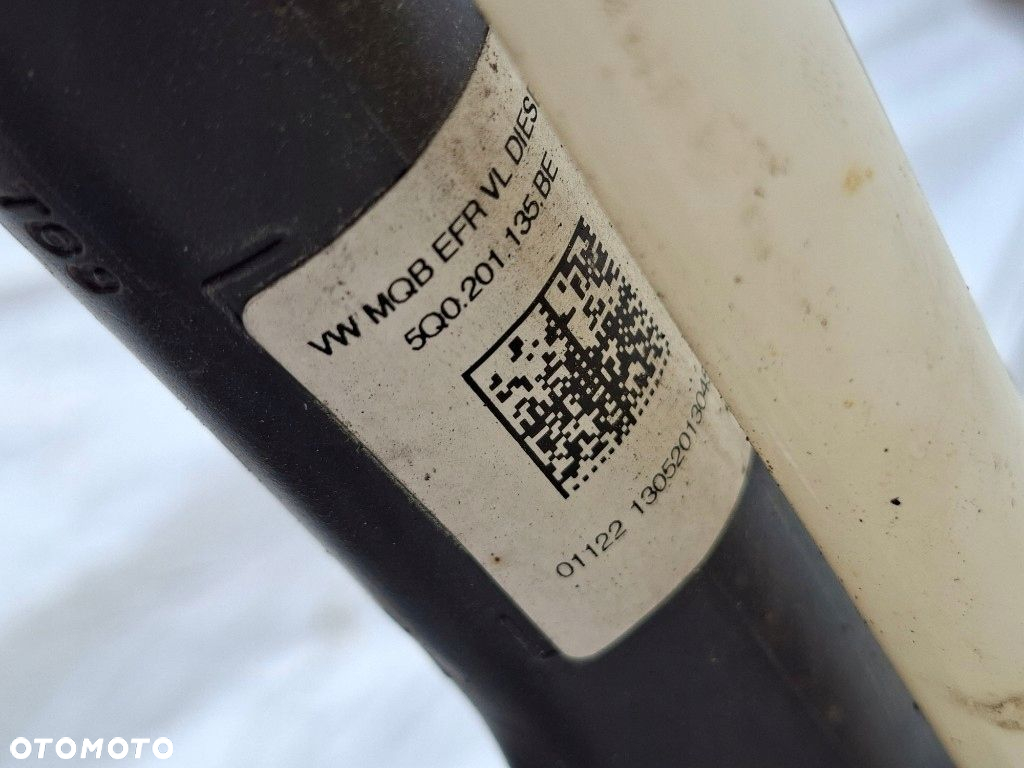 VW MQB EFR VL DIES
5Q0.201.135.BE
01122 1305201304
OTOMOTO